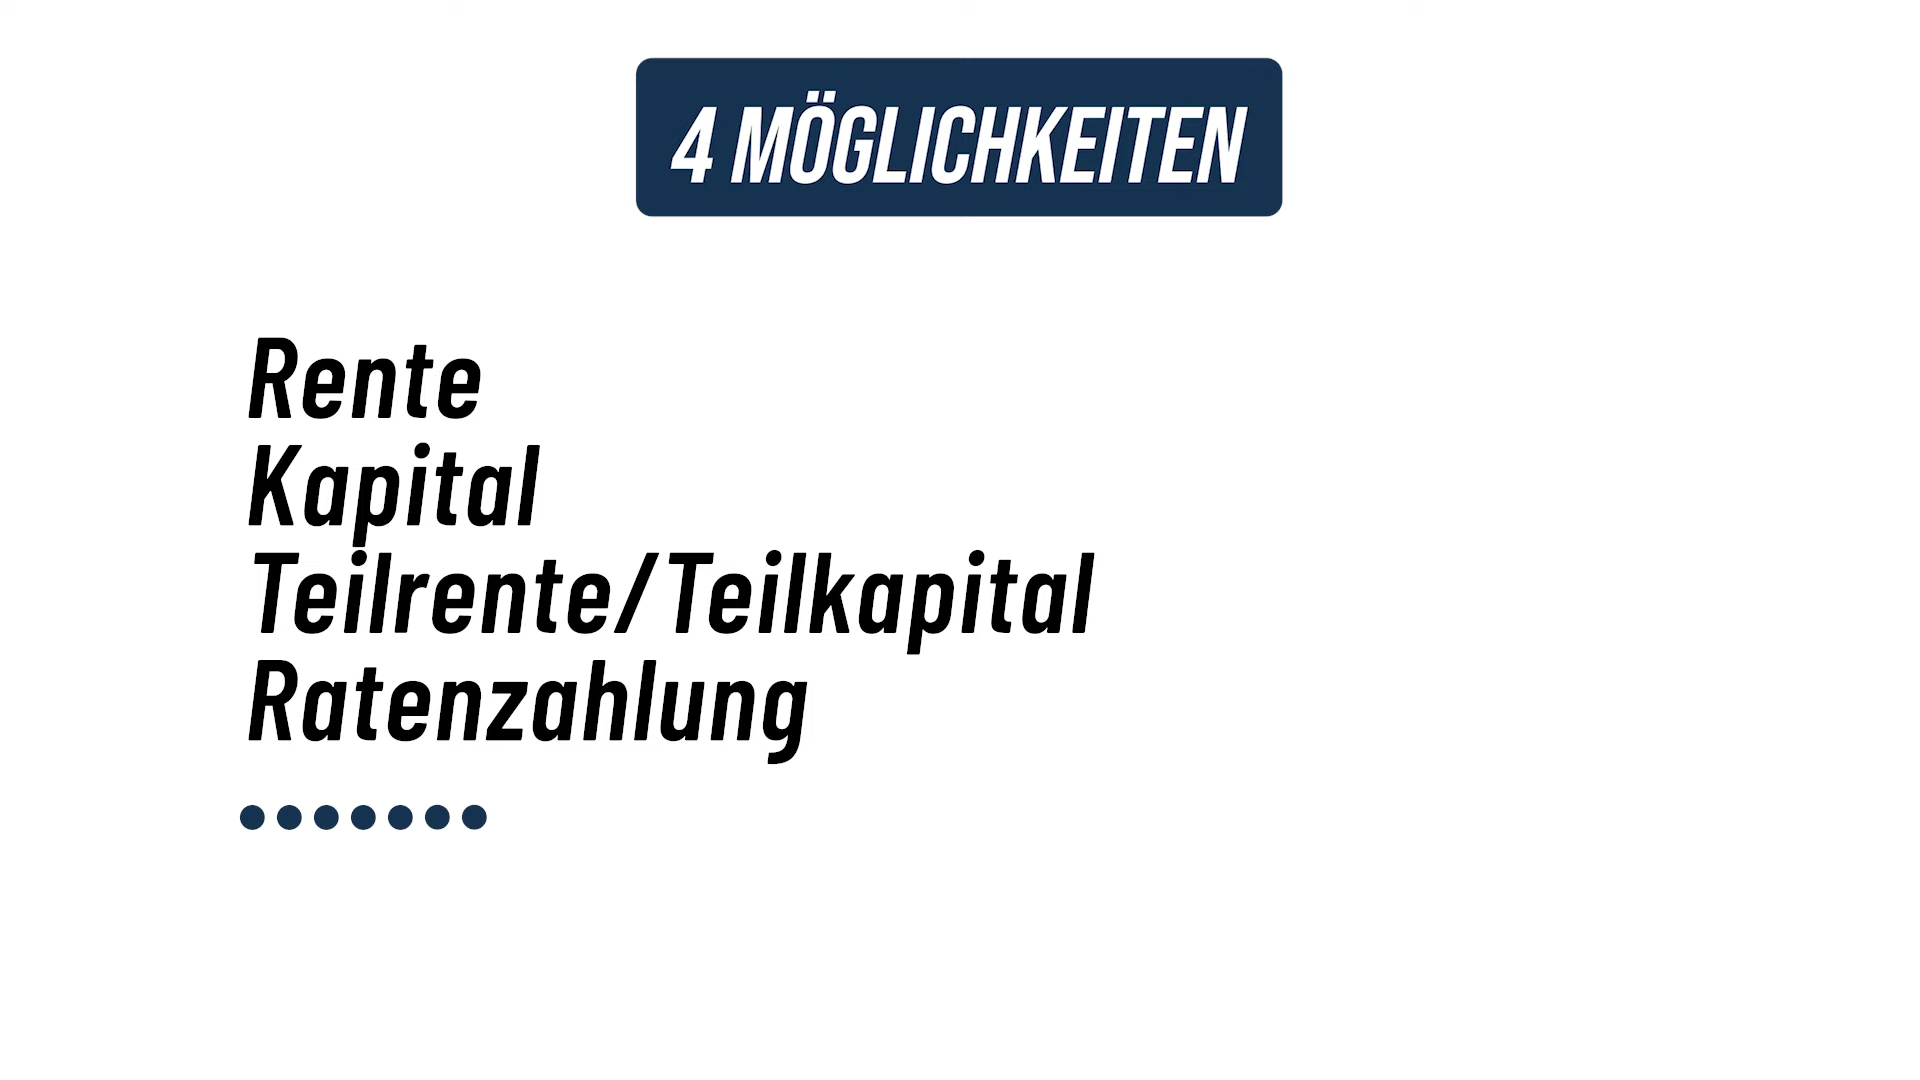 4 MÖGLICHKEITEN
Rente
Kapital
Teilrente/Teilkapital
Ratenzahlung